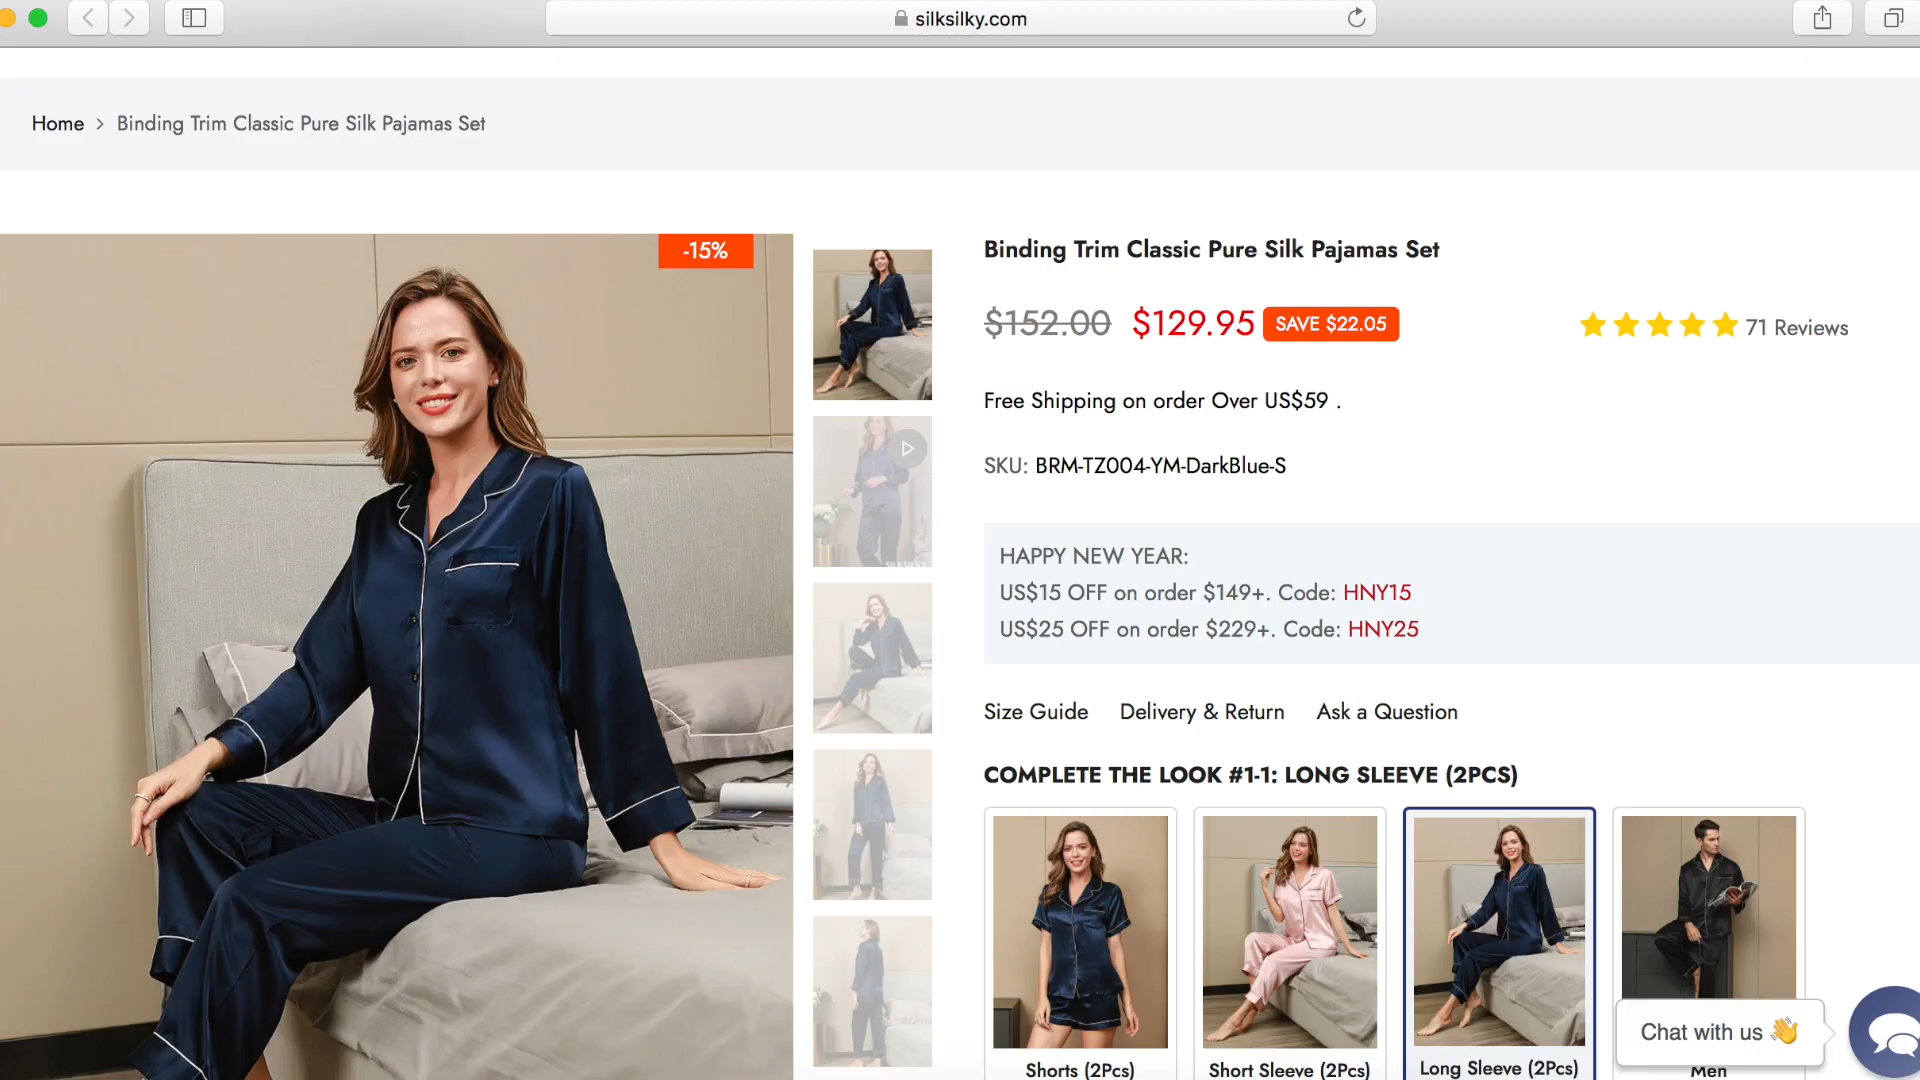 silksilky.com
Home > Binding Trim Classic Pure Silk Pajamas Set
-15%
Binding Trim Classic Pure Silk Pajamas Set
$152.00 $129.95 SAVE $22.05
71 Reviews
Free Shipping on order Over US$59 .
SKU: BRM-TZ004-YM-DarkBlue-S
HAPPY NEW YEAR:
US$15 OFF on order $149+. Code: HNY15
US$25 OFF on order $229+. Code: HNY25
Size Guide Delivery & Return Ask a Question
COMPLETE THE LOOK #1-1: LONG SLEEVE (2PCS)
SILKSILKY
Shorts (2Pcs)
Short Sleeve (2Pcs)
Long Sleeve (2Pcs)
Men
Chat with us 👋